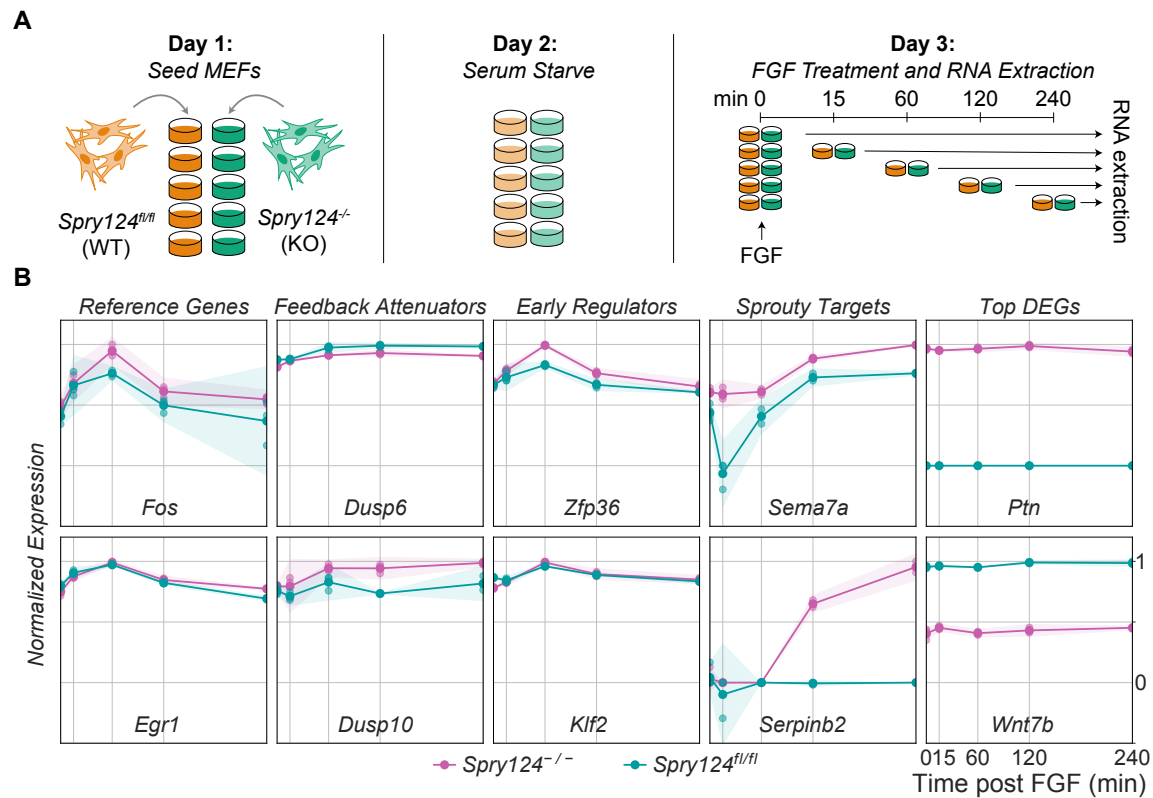 A
Day 1:
Seed MEFs
Spry124fl/fl
(WT)
Spry124-/-
(KO)
Day 2:
Serum Starve
Day 3:
FGF Treatment and RNA Extraction
min 0 15 60 120 240
RNA extraction
FGF
B
Reference Genes Feedback Attenuators Early Regulators Sprouty Targets Top DEGs
Normalized Expression
Fos Dusp6 Zfp36 Sema7a Ptn
1
0
Egr1 Dusp10 Klf2 Serpinb2 Wnt7b
015 60 120 240
Spry124−/− Spry124fl/fl
Time post FGF (min)